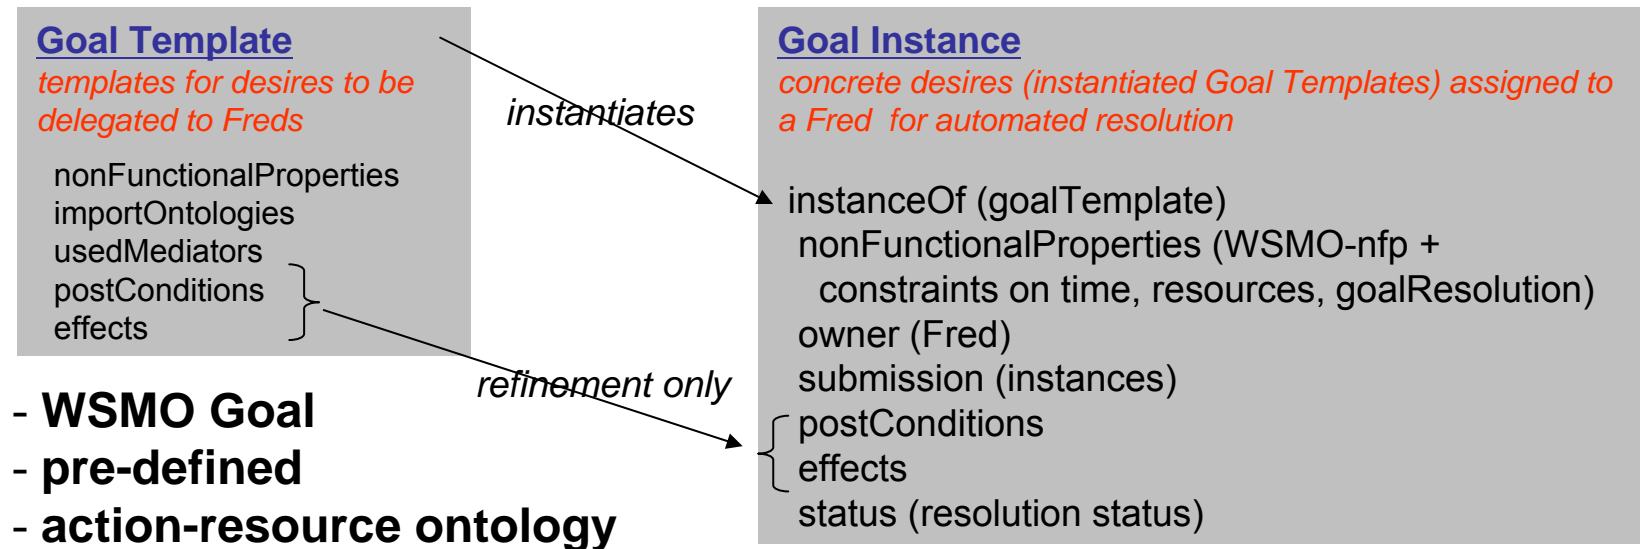 Goal Template
templates for desires to be
delegated to Freds
nonFunctionalProperties
importOntologies
usedMediators
postConditions
effects
instantiates
refinement only
Goal Instance
concrete desires (instantiated Goal Templates) assigned to
a Fred for automated resolution
instanceOf (goalTemplate)
nonFunctionalProperties (WSMO-nfp +
constraints on time, resources, goalResolution)
owner (Fred)
submission (instances)
postConditions
effects
status (resolution status)
- WSMO Goal
- pre-defined
- action-resource ontology